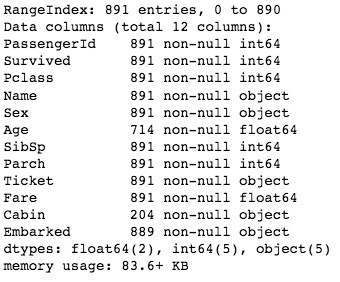 RangeIndex: 891 entries, 0 to 890
Data columns (total 12 columns):
PassengerId    891 non-null int64
Survived       891 non-null int64
Pclass         891 non-null int64
Name           891 non-null object
Sex            891 non-null object
Age            714 non-null float64
SibSp          891 non-null int64
Parch          891 non-null int64
Ticket         891 non-null object
Fare           891 non-null float64
Cabin          204 non-null object
Embarked       889 non-null object
dtypes: float64(2), int64(5), object(5)
memory usage: 83.6+ KB